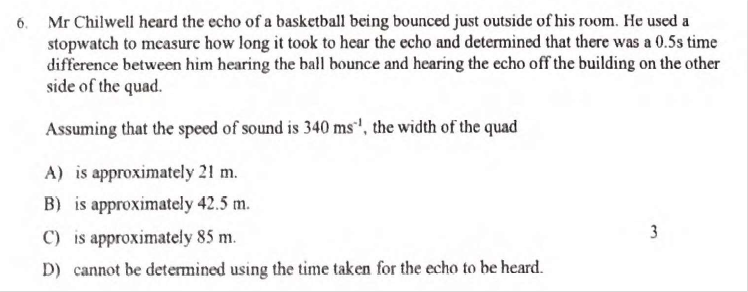 6. Mr Chilwell heard the echo of a basketball being bounced just outside of his room. He used a
stopwatch to measure how long it took to hear the echo and determined that there was a 0.5s time
difference between him hearing the ball bounce and hearing the echo off the building on the other
side of the quad.
Assuming that the speed of sound is 340 ms⁻¹, the width of the quad
A) is approximately 21 m.
B) is approximately 42.5 m.
C) is approximately 85 m.
3
D) cannot be determined using the time taken for the echo to be heard.